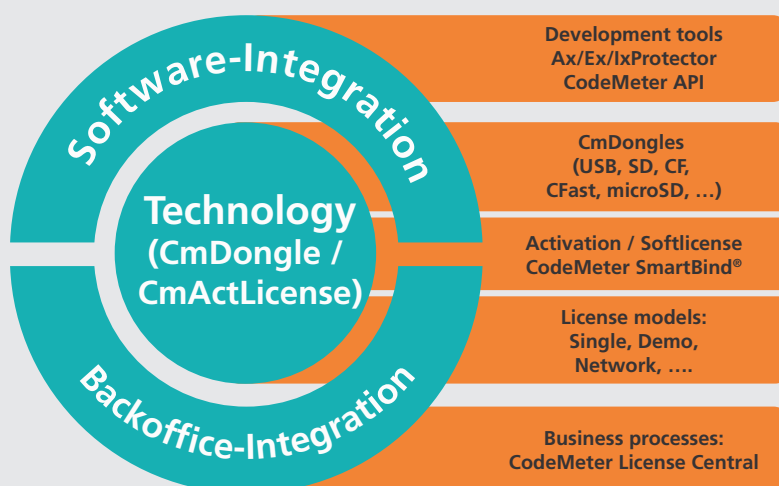 Software-Integration
Technology
(CmDongle /
CmActLicense)
Backoffice-Integration
Development tools
Ax/Ex/IxProtector
CodeMeter API
CmDongles
(USB, SD, CF,
CFast, microSD, ...)
Activation / Softlicense
CodeMeter SmartBind®
License models:
Single, Demo,
Network, ....
Business processes:
CodeMeter License Central